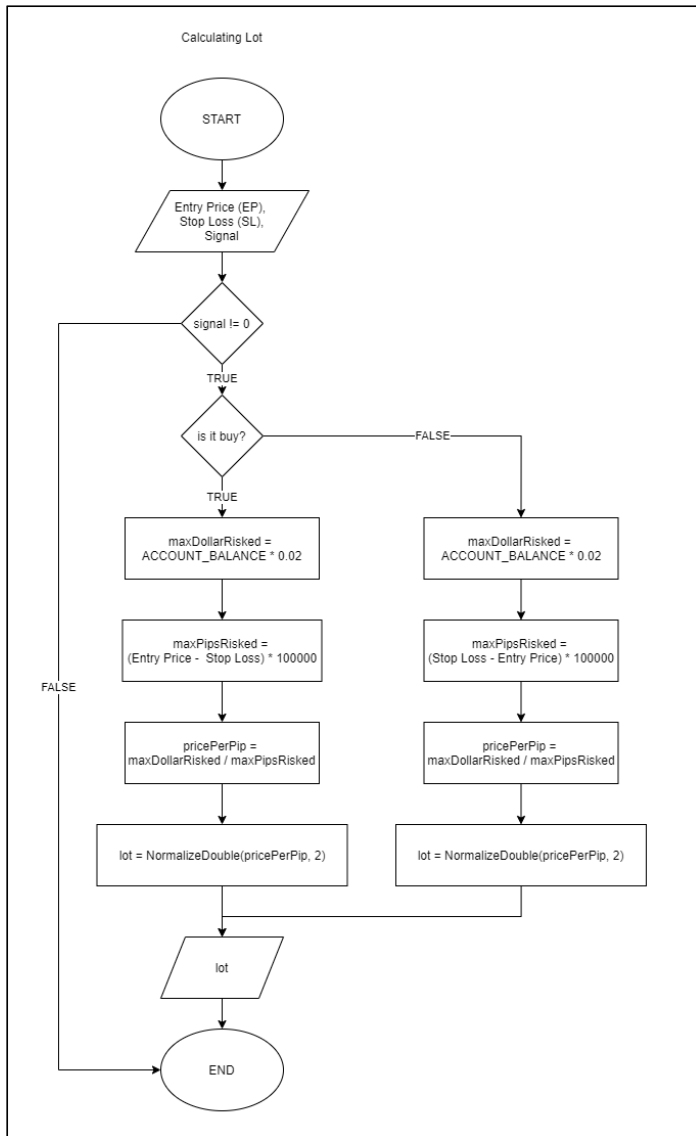 Calculating Lot
START
Entry Price (EP),
Stop Loss (SL),
Signal
signal != 0
TRUE
is it buy?
FALSE
TRUE
maxDollarRisked =
ACCOUNT_BALANCE * 0.02
maxDollarRisked =
ACCOUNT_BALANCE * 0.02
maxPipsRisked =
(Entry Price - Stop Loss) * 100000
maxPipsRisked =
(Stop Loss - Entry Price) * 100000
FALSE
pricePerPip =
maxDollarRisked / maxPipsRisked
pricePerPip =
maxDollarRisked / maxPipsRisked
lot = NormalizeDouble(pricePerPip, 2)
lot = NormalizeDouble(pricePerPip, 2)
lot
END